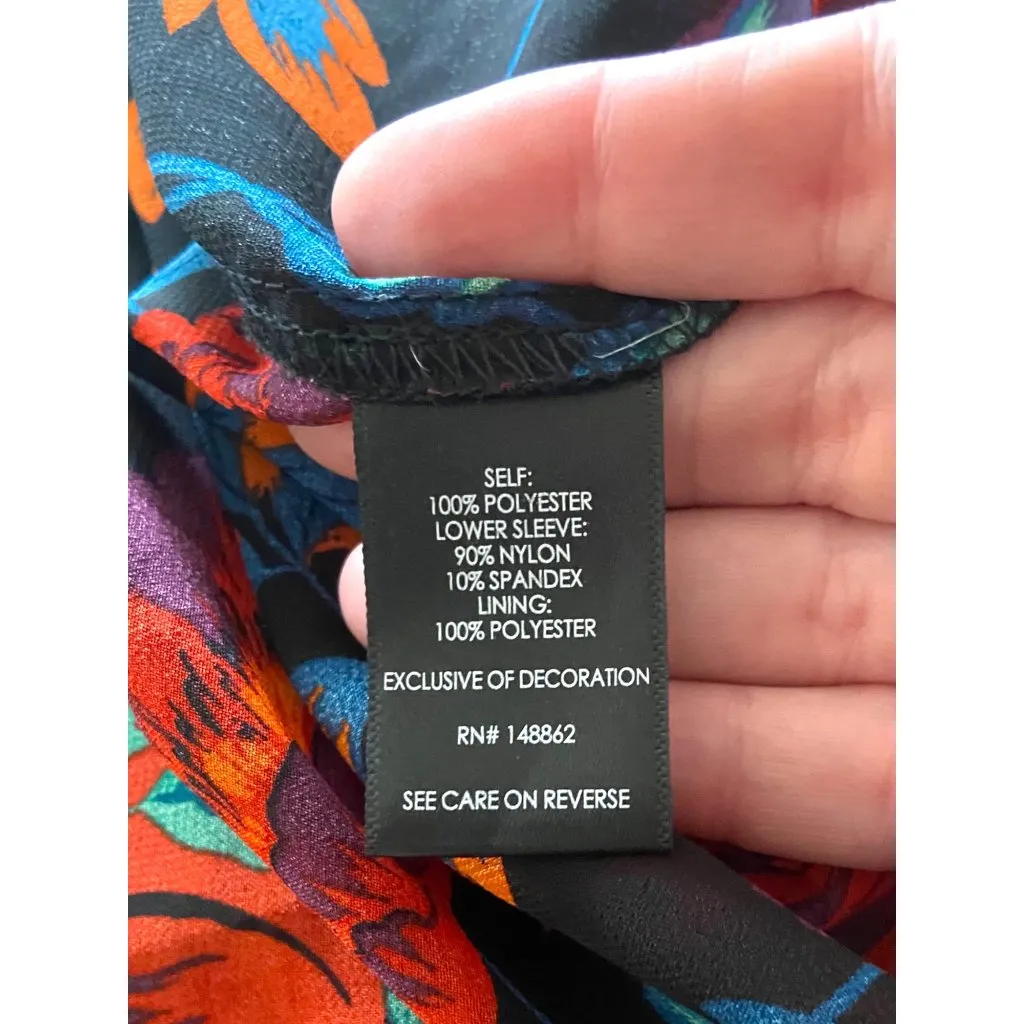 SELF:
100% POLYESTER
LOWER SLEEVE:
90% NYLON
10% SPANDEX
LINING:
100% POLYESTER
EXCLUSIVE OF DECORATION
RN# 148862
SEE CARE ON REVERSE